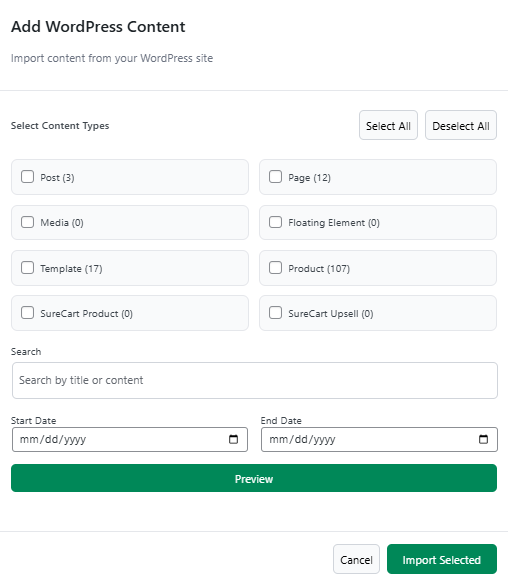 Add WordPress Content
Import content from your WordPress site
Select Content Types
Select All
Deselect All
Post (3)
Page (12)
Media (0)
Floating Element (0)
Template (17)
Product (107)
SureCart Product (0)
SureCart Upsell (0)
Search
Search by title or content
Start Date
End Date
mm/dd/yyyy
mm/dd/yyyy
Preview
Cancel
Import Selected